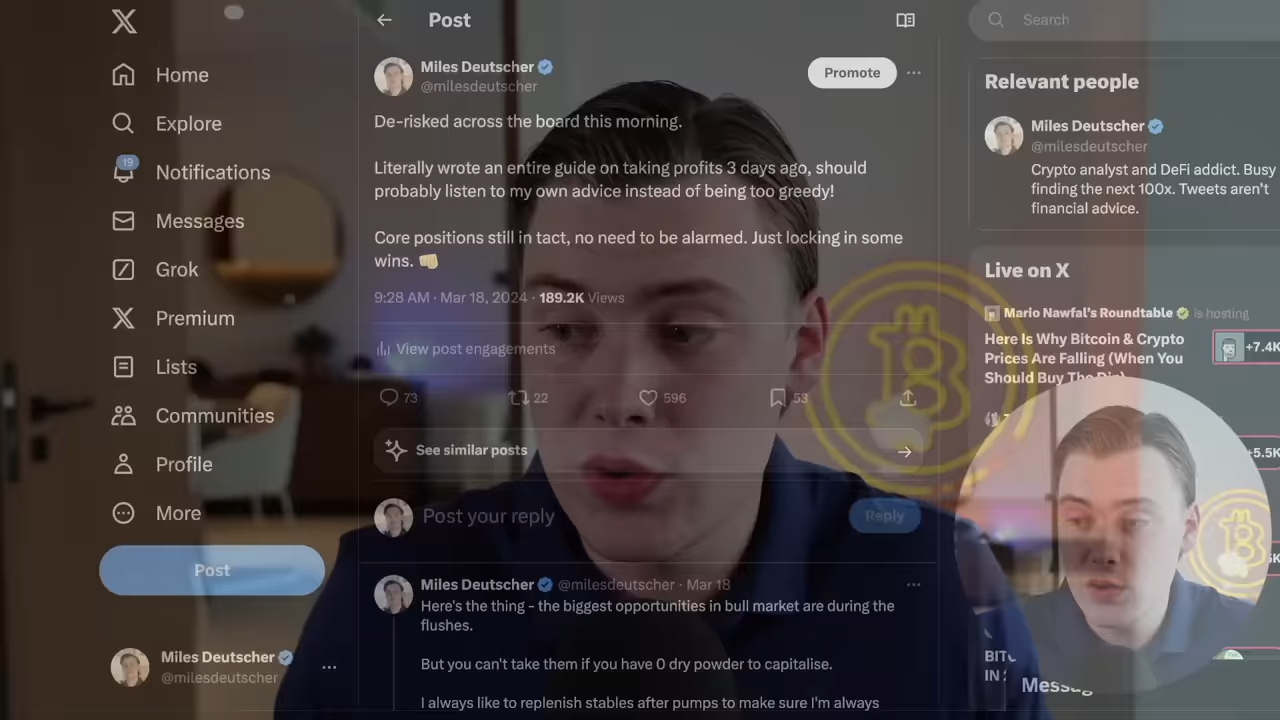 Home
Explore
19
Notifications
Messages
Grok
Premium
Lists
Communities
Profile
More
Post
Miles Deutscher
@milesdeutscher
Post
Miles Deutscher
@milesdeutscher
Promote
De-risked across the board this morning.
Literally wrote an entire guide on taking profits 3 days ago, should
probably listen to my own advice instead of being too greedy!
Core positions still in tact, no need to be alarmed. Just locking in some
wins. 👊🏼
9:28 AM · Mar 18, 2024 · 189.2K Views
View post engagements
73 22 596 53
See similar posts
Post your reply
Reply
Miles Deutscher @milesdeutscher · Mar 18
Here's the thing - the biggest opportunities in bull market are during the
flushes.
But you can't take them if you have 0 dry powder to capitalise.
I always like to replenish stables after pumps to make sure I'm always
Search
Relevant people
Miles Deutscher
@milesdeutscher
Crypto analyst and DeFi addict. Busy
finding the next 100x. Tweets aren't
financial advice.
Live on X
Mario Nawfal's Roundtable is hosting
Here Is Why Bitcoin & Crypto
Prices Are Falling (When You
Should Buy The Dip)
+7.4K
+5.5K